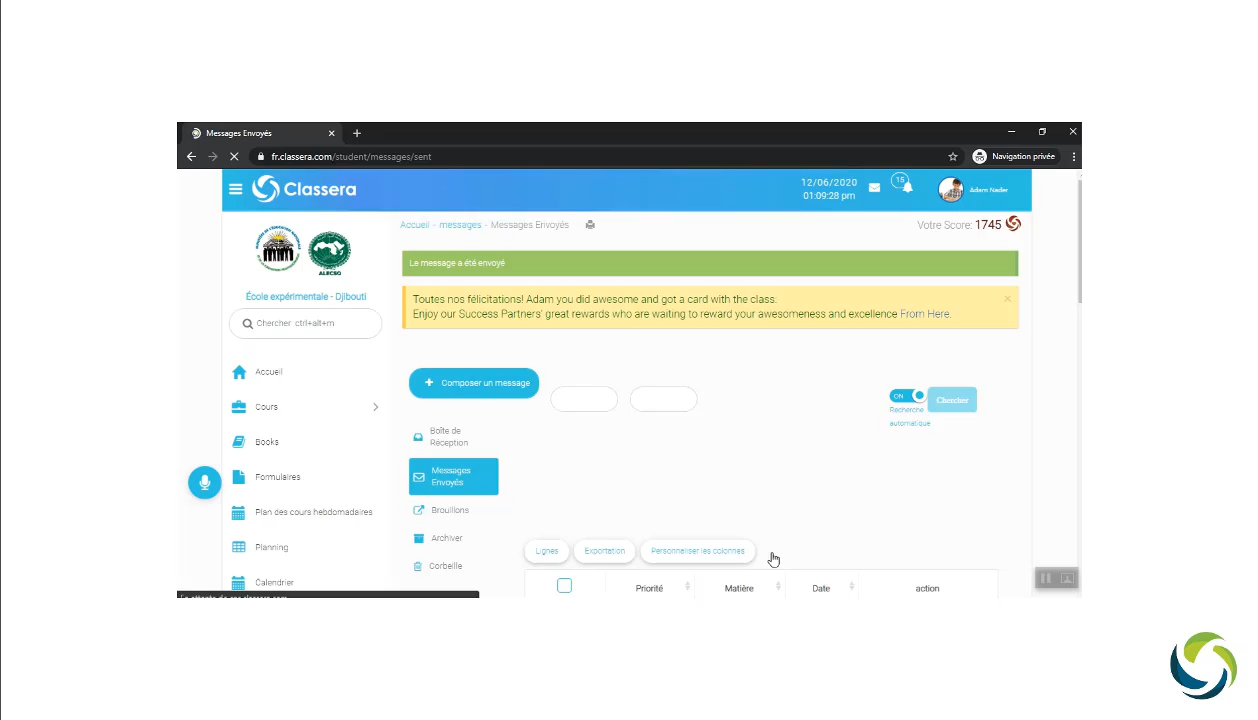 Messages Envoyés
fr.classera.com/student/messages/sent
Navigation privée
Classera
12/06/2020
01:09:28 pm
15
Adam Nader
Accueil - messages - Messages Envoyés
Votre Score: 1745
ALECSO
École expérimentale - Djibouti
Chercher ctrl+alt+m
Le message a été envoyé
Toutes nos félicitations! Adam you did awesome and got a card with the class.
Enjoy our Success Partners' great rewards who are waiting to reward your awesomeness and excellence From Here.
Accueil
Cours
Books
Formulaires
Plan des cours hebdomadaires
Planning
Calendrier
Composer un message
ON
Recherche
automatique
Chercher
Boîte de
Réception
Messages
Envoyés
Brouillons
Archiver
Corbeille
Lignes
Exportation
Personnaliser les colonnes
Priorité
Matière
Date
action